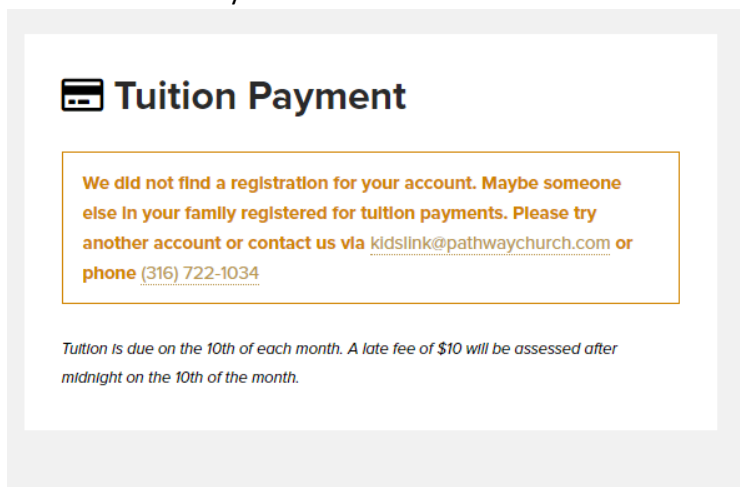 Tuition Payment
We did not find a registration for your account. Maybe someone
else in your family registered for tuition payments. Please try
another account or contact us via kidslink@pathwaychurch.com or
phone (316) 722-1034
Tuition is due on the 10th of each month. A late fee of $10 will be assessed after
midnight on the 10th of the month.